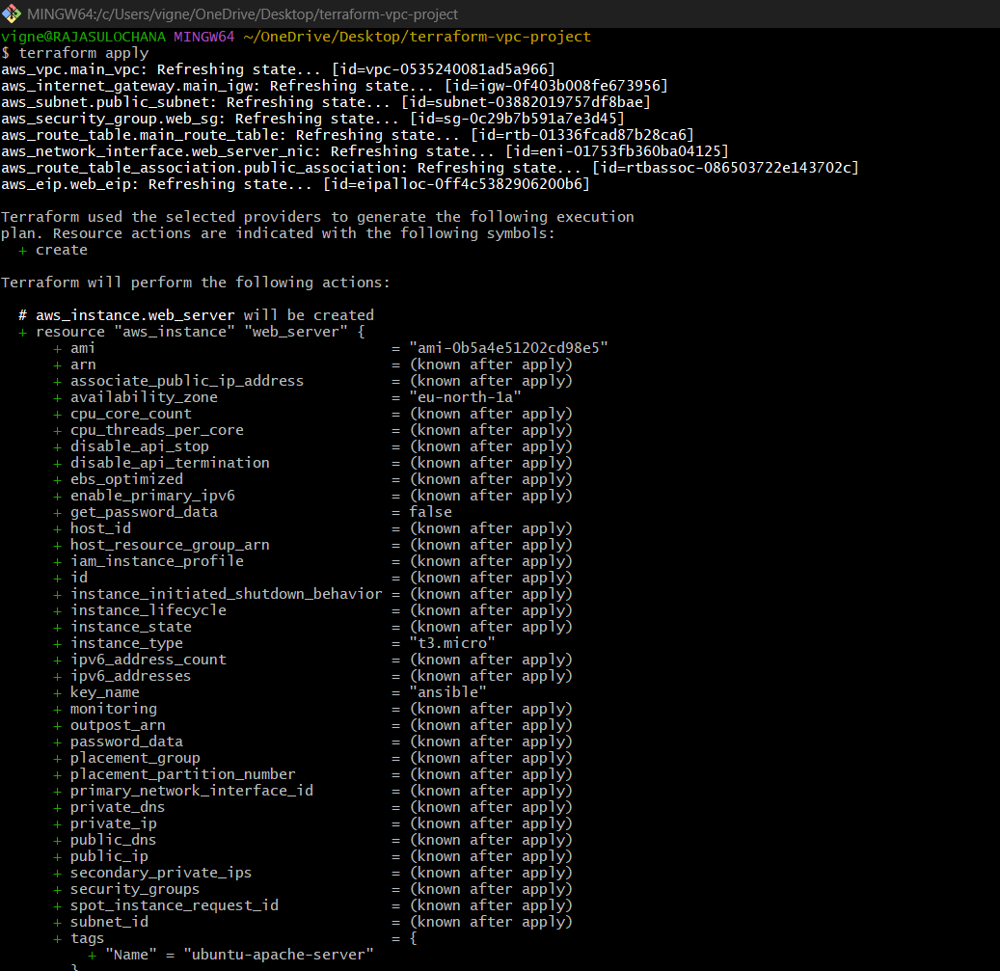 MINGW64:/c/Users/vigne/OneDrive/Desktop/terraform-vpc-project
vigne@RAJASULOCHANA MINGW64 ~/OneDrive/Desktop/terraform-vpc-project
$ terraform apply
aws_vpc.main_vpc: Refreshing state... [id=vpc-0535240081ad5a966]
aws_internet_gateway.main_igw: Refreshing state... [id=igw-0f403b008fe673956]
aws_subnet.public_subnet: Refreshing state... [id=subnet-03882019757df8bae]
aws_security_group.web_sg: Refreshing state... [id=sg-0c29b7b591a7e3d45]
aws_route_table.main_route_table: Refreshing state... [id=rtb-01336fcad87b28ca6]
aws_network_interface.web_server_nic: Refreshing state... [id=eni-01753fb360ba04125]
aws_route_table_association.public_association: Refreshing state... [id=rtbassoc-086503722e143702c]
aws_eip.web_eip: Refreshing state... [id=eipalloc-0ff4c5382906200b6]

Terraform used the selected providers to generate the following execution
plan. Resource actions are indicated with the following symbols:
  + create

Terraform will perform the following actions:

  # aws_instance.web_server will be created
  + resource "aws_instance" "web_server" {
      + ami                                  = "ami-0b5a4e51202cd98e5"
      + arn                                  = (known after apply)
      + associate_public_ip_address          = (known after apply)
      + availability_zone                    = "eu-north-1a"
      + cpu_core_count                       = (known after apply)
      + cpu_threads_per_core                 = (known after apply)
      + disable_api_stop                     = (known after apply)
      + disable_api_termination              = (known after apply)
      + ebs_optimized                        = (known after apply)
      + enable_primary_ipv6                  = (known after apply)
      + get_password_data                    = false
      + host_id                              = (known after apply)
      + host_resource_group_arn              = (known after apply)
      + iam_instance_profile                 = (known after apply)
      + id                                   = (known after apply)
      + instance_initiated_shutdown_behavior = (known after apply)
      + instance_lifecycle                   = (known after apply)
      + instance_state                       = (known after apply)
      + instance_type                        = "t3.micro"
      + ipv6_address_count                   = (known after apply)
      + ipv6_addresses                       = (known after apply)
      + key_name                             = "ansible"
      + monitoring                           = (known after apply)
      + outpost_arn                          = (known after apply)
      + password_data                        = (known after apply)
      + placement_group                      = (known after apply)
      + placement_partition_number           = (known after apply)
      + primary_network_interface_id         = (known after apply)
      + private_dns                          = (known after apply)
      + private_ip                           = (known after apply)
      + public_dns                           = (known after apply)
      + public_ip                            = (known after apply)
      + secondary_private_ips                = (known after apply)
      + security_groups                      = (known after apply)
      + spot_instance_request_id             = (known after apply)
      + subnet_id                            = (known after apply)
      + tags                                 = {
          + "Name" = "ubuntu-apache-server"
        }